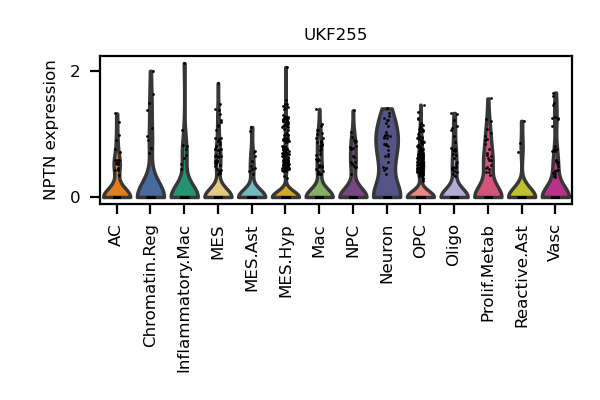 UKF255
NPTN expression
2
0
AC
Chromatin.Reg
Inflammatory.Mac
MES
MES.Ast
MES.Hyp
Mac
NPC
Neuron
OPC
Oligo
Prolif.Metab
Reactive.Ast
Vasc